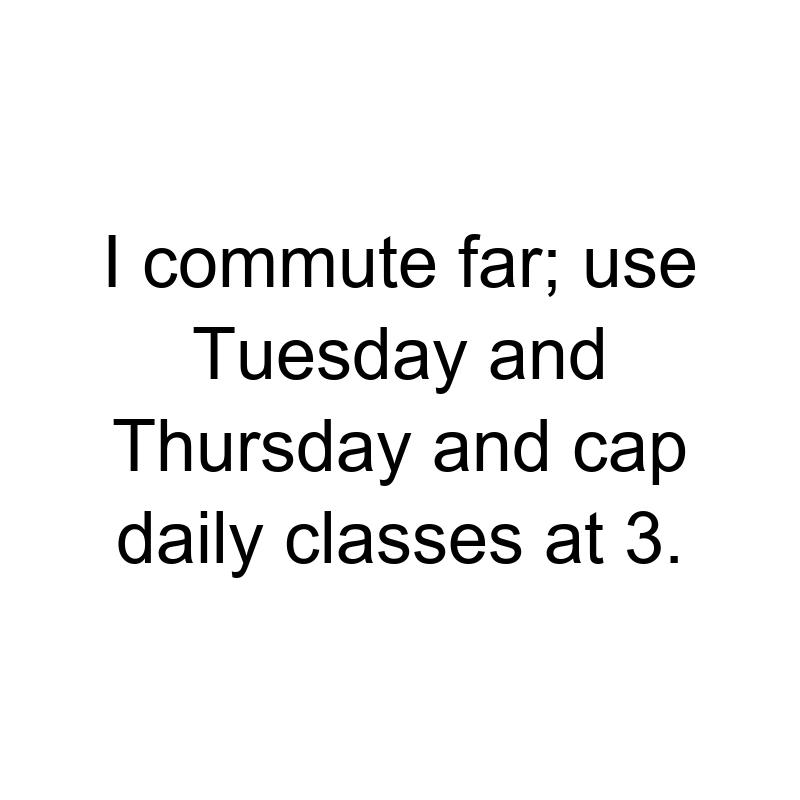 I commute far; use
Tuesday and
Thursday and cap
daily classes at 3.